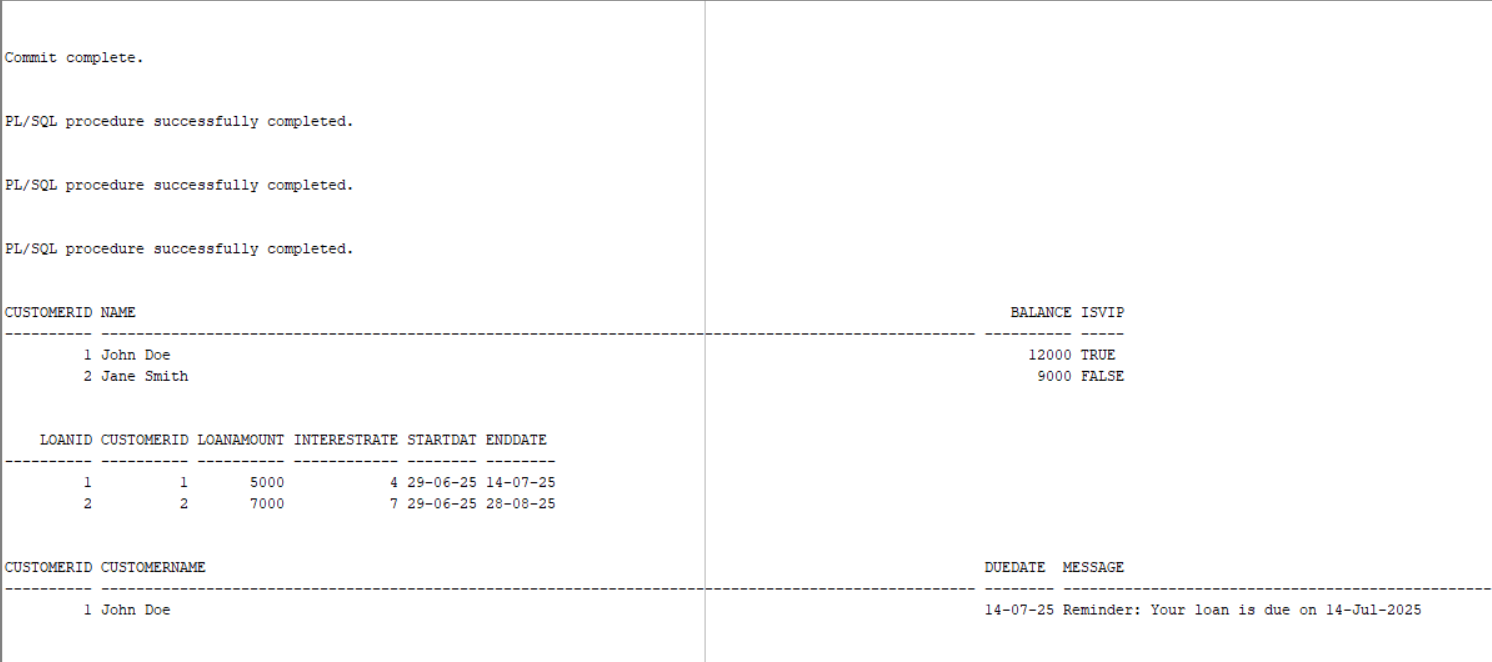 Commit complete.
PL/SQL procedure successfully completed.
PL/SQL procedure successfully completed.
PL/SQL procedure successfully completed.
CUSTOMERID NAME BALANCE ISVIP
---------- ---------------------------------------------------------------------------------------------------- ---------- -----
1 John Doe 12000 TRUE
2 Jane Smith 9000 FALSE
LOANID CUSTOMERID LOANAMOUNT INTERESTRATE STARTDAT ENDDATE
---------- ---------- ---------- ------------ -------- --------
1 1 5000 4 29-06-25 14-07-25
2 2 7000 7 29-06-25 28-08-25
CUSTOMERID CUSTOMERNAME DUEDATE MESSAGE
---------- ---------------------------------------------------------------------------------------------------- -------- -------------------------------------------------
1 John Doe 14-07-25 Reminder: Your loan is due on 14-Jul-2025